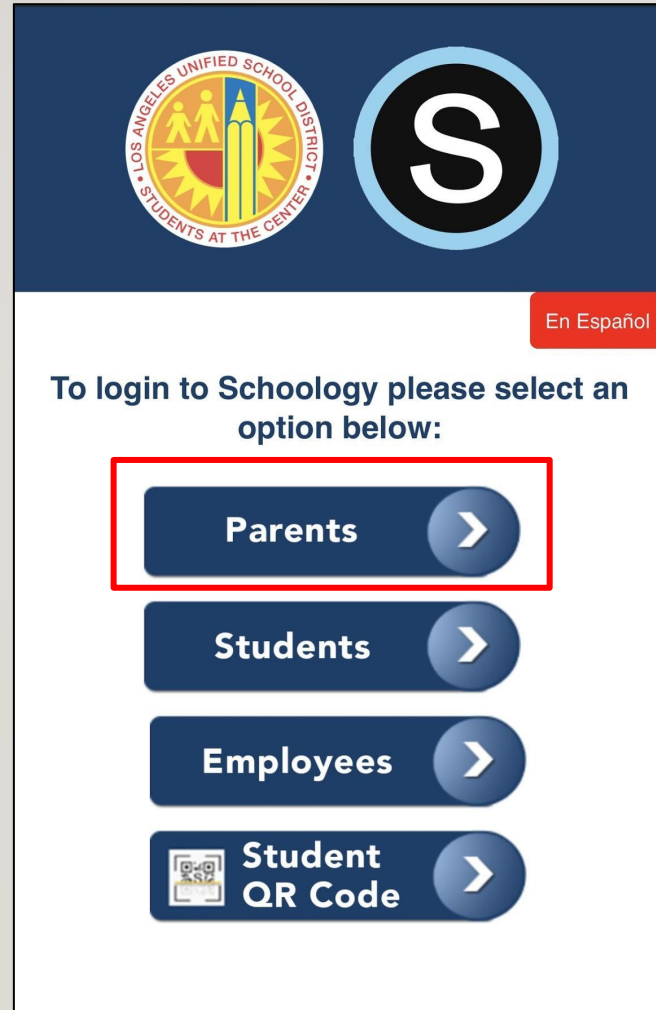 LOS ANGELES UNIFIED SCHOOL DISTRICT • STUDENTS AT THE CENTER •
S
En Español
To login to Schoology please select an
option below:
Parents
Students
Employees
Student
QR Code